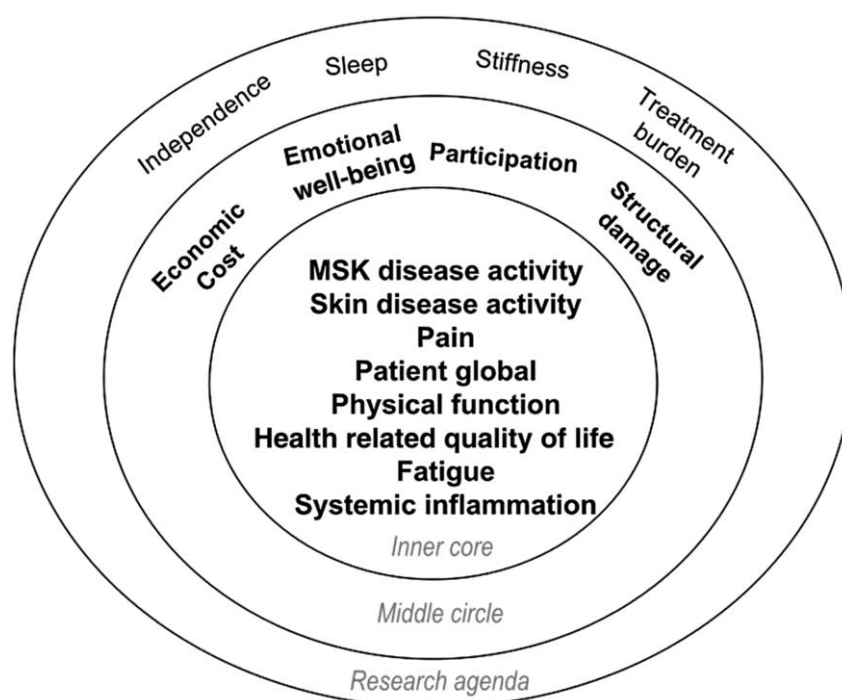 Independence
Sleep
Stiffness
Treatment
burden
Economic
Cost
Emotional
well-being
Participation
Structural
damage
MSK disease activity
Skin disease activity
Pain
Patient global
Physical function
Health related quality of life
Fatigue
Systemic inflammation
Inner core
Middle circle
Research agenda